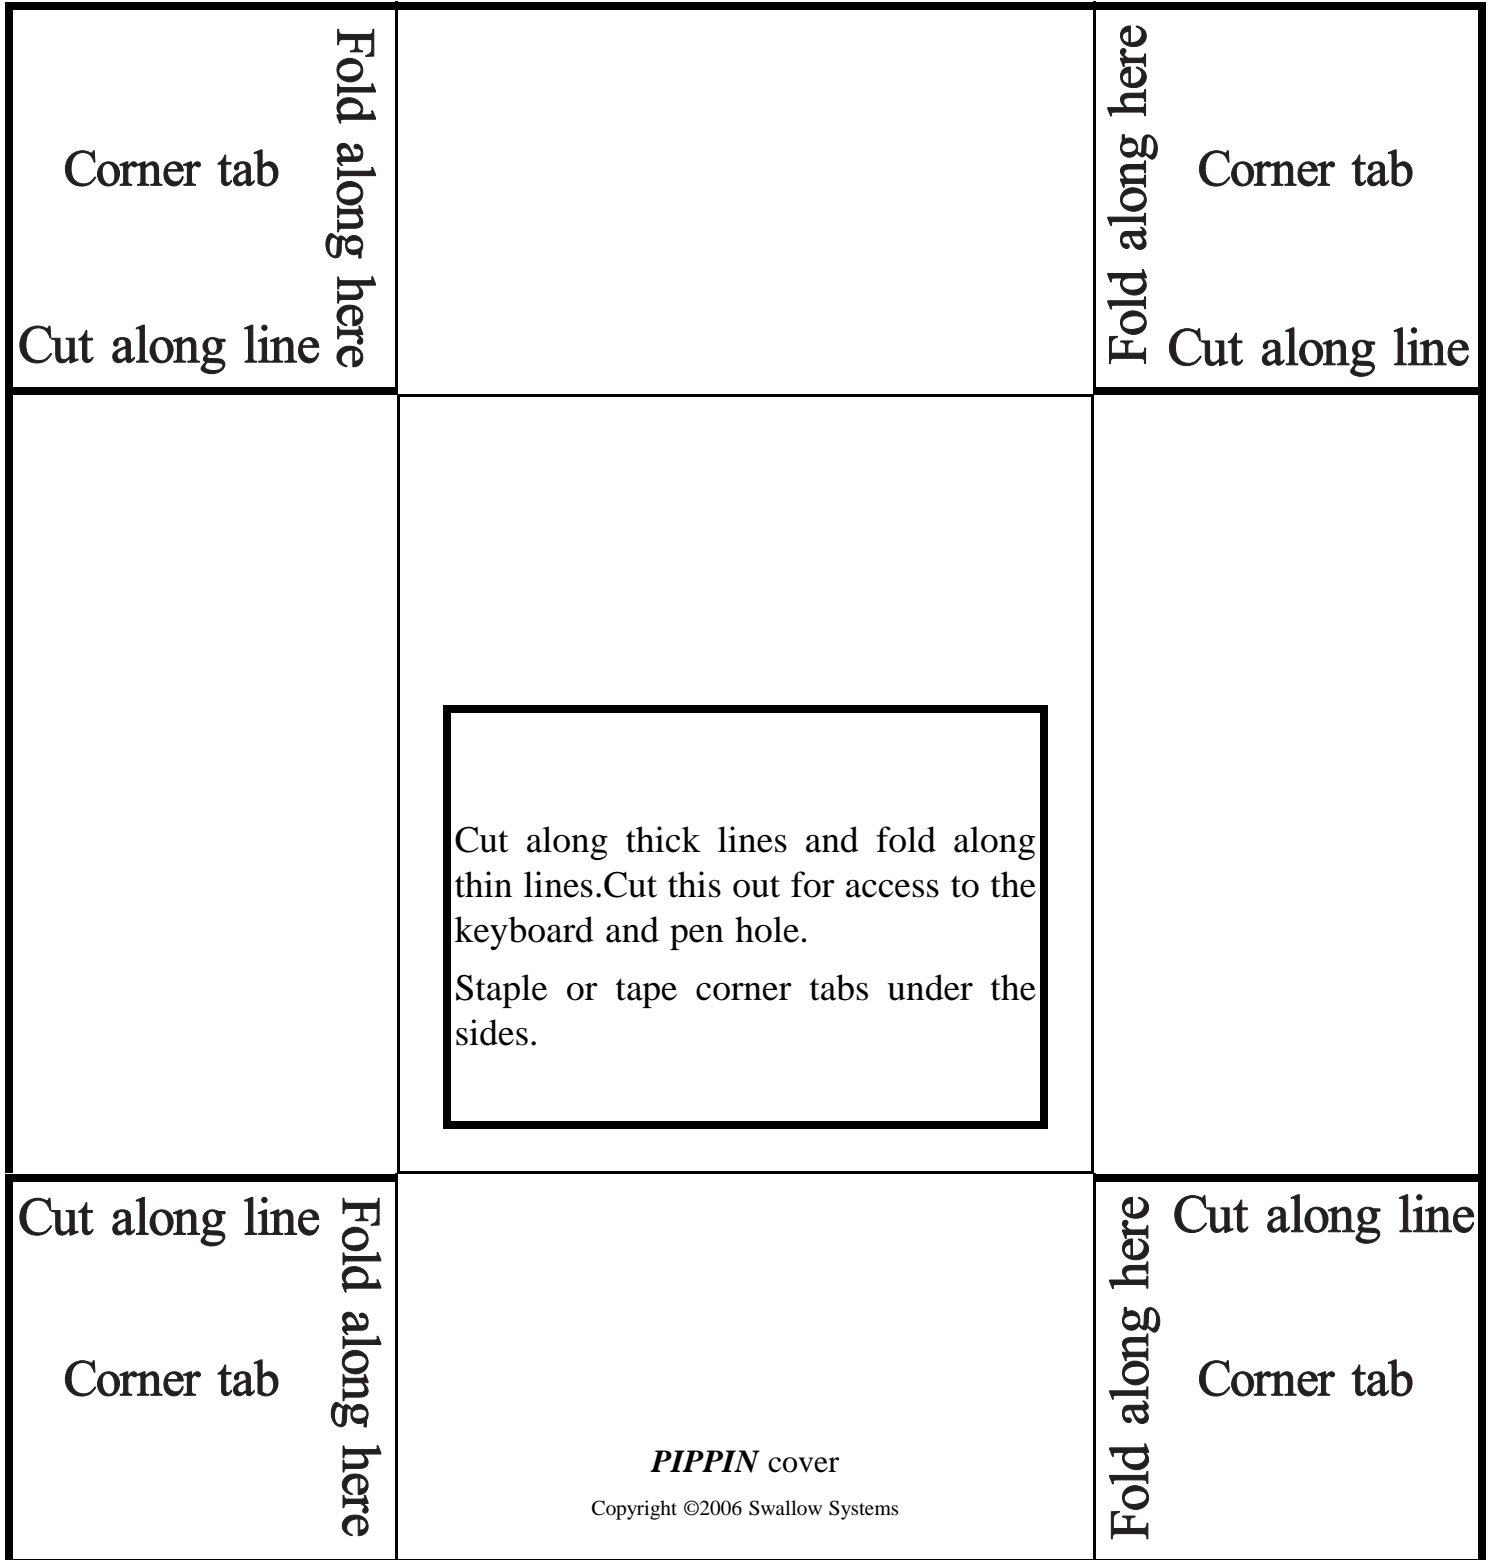 Fold along here
Corner tab
Cut along line
Fold along here
Corner tab
Cut along line
Cut along thick lines and fold along
thin lines.Cut this out for access to the
keyboard and pen hole.
Staple or tape corner tabs under the
sides.
Cut along line
Fold along here
Corner tab
Fold along here
Cut along line
Corner tab
PIPPIN cover
Copyright ©2006 Swallow Systems